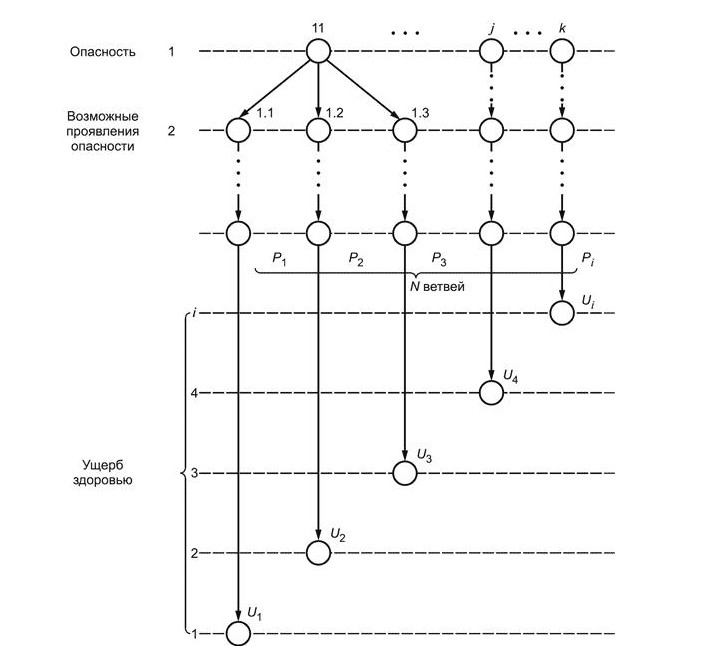 11 . . . j . . . k
Опасность 1
1.1 1.2 1.3
Возможные
проявления 2
опасности
P1 P2 P3 Pi
N ветвей
Ui
i
U4
4
U3
Ущерб 3
здоровью
U2
2
U1
1